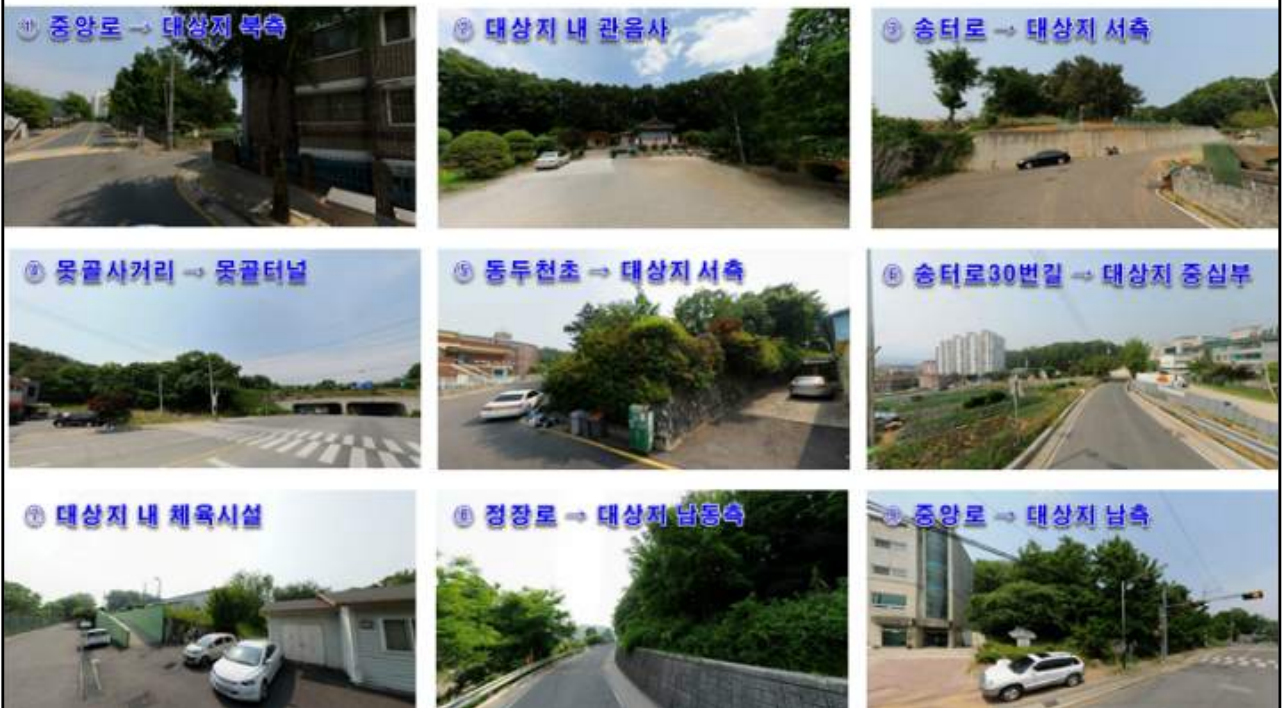 ① 중앙로 → 대상지 북측
② 대상지 내 관음사
③ 송터로 → 대상지 서측
④ 못골사거리 → 못골터널
⑤ 동두천초 → 대상지 서측
⑥ 송터로30번길 → 대상지 중심부
⑦ 대상지 내 체육시설
⑧ 정장로 → 대상지 남동측
⑨ 중앙로 → 대상지 남측